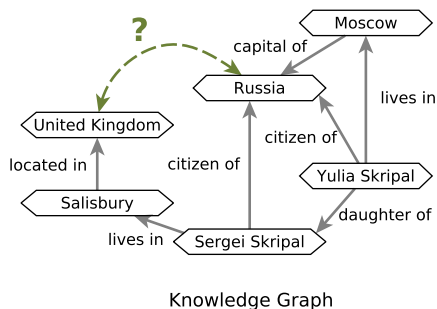 Moscow
?
capital of
Russia
lives in
United Kingdom
citizen of
located in
citizen of
Yulia Skripal
Salisbury
daughter of
lives in
Sergei Skripal
Knowledge Graph